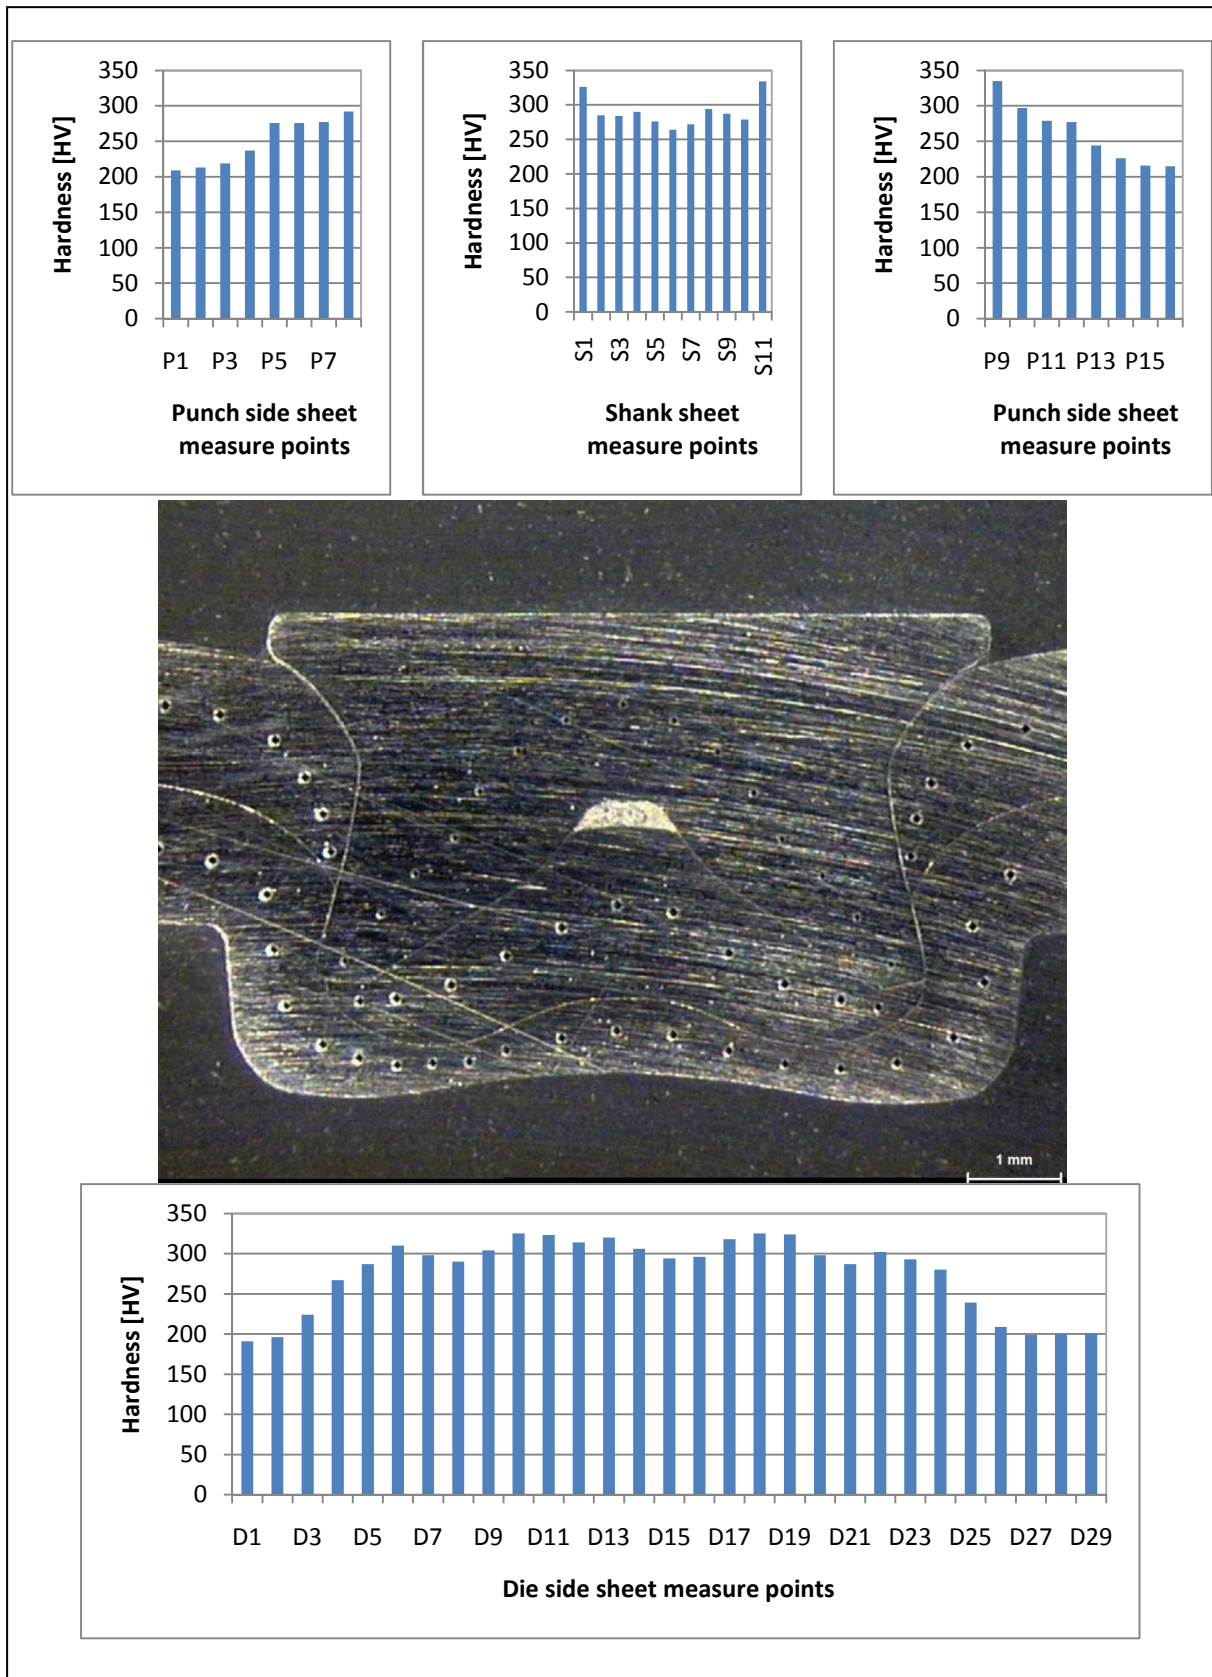 350
300
250
200
150
100
50
0
Hardness [HV]
P1 P3 P5 P7
Punch side sheet
measure points
350
300
250
200
150
100
50
0
Hardness [HV]
S1 S3 S5 S7 S9 S11
Shank sheet
measure points
350
300
250
200
150
100
50
0
Hardness [HV]
P9 P11 P13 P15
Punch side sheet
measure points
1 mm
350
300
250
200
150
100
50
0
Hardness [HV]
D1 D3 D5 D7 D9 D11 D13 D15 D17 D19 D21 D23 D25 D27 D29
Die side sheet measure points